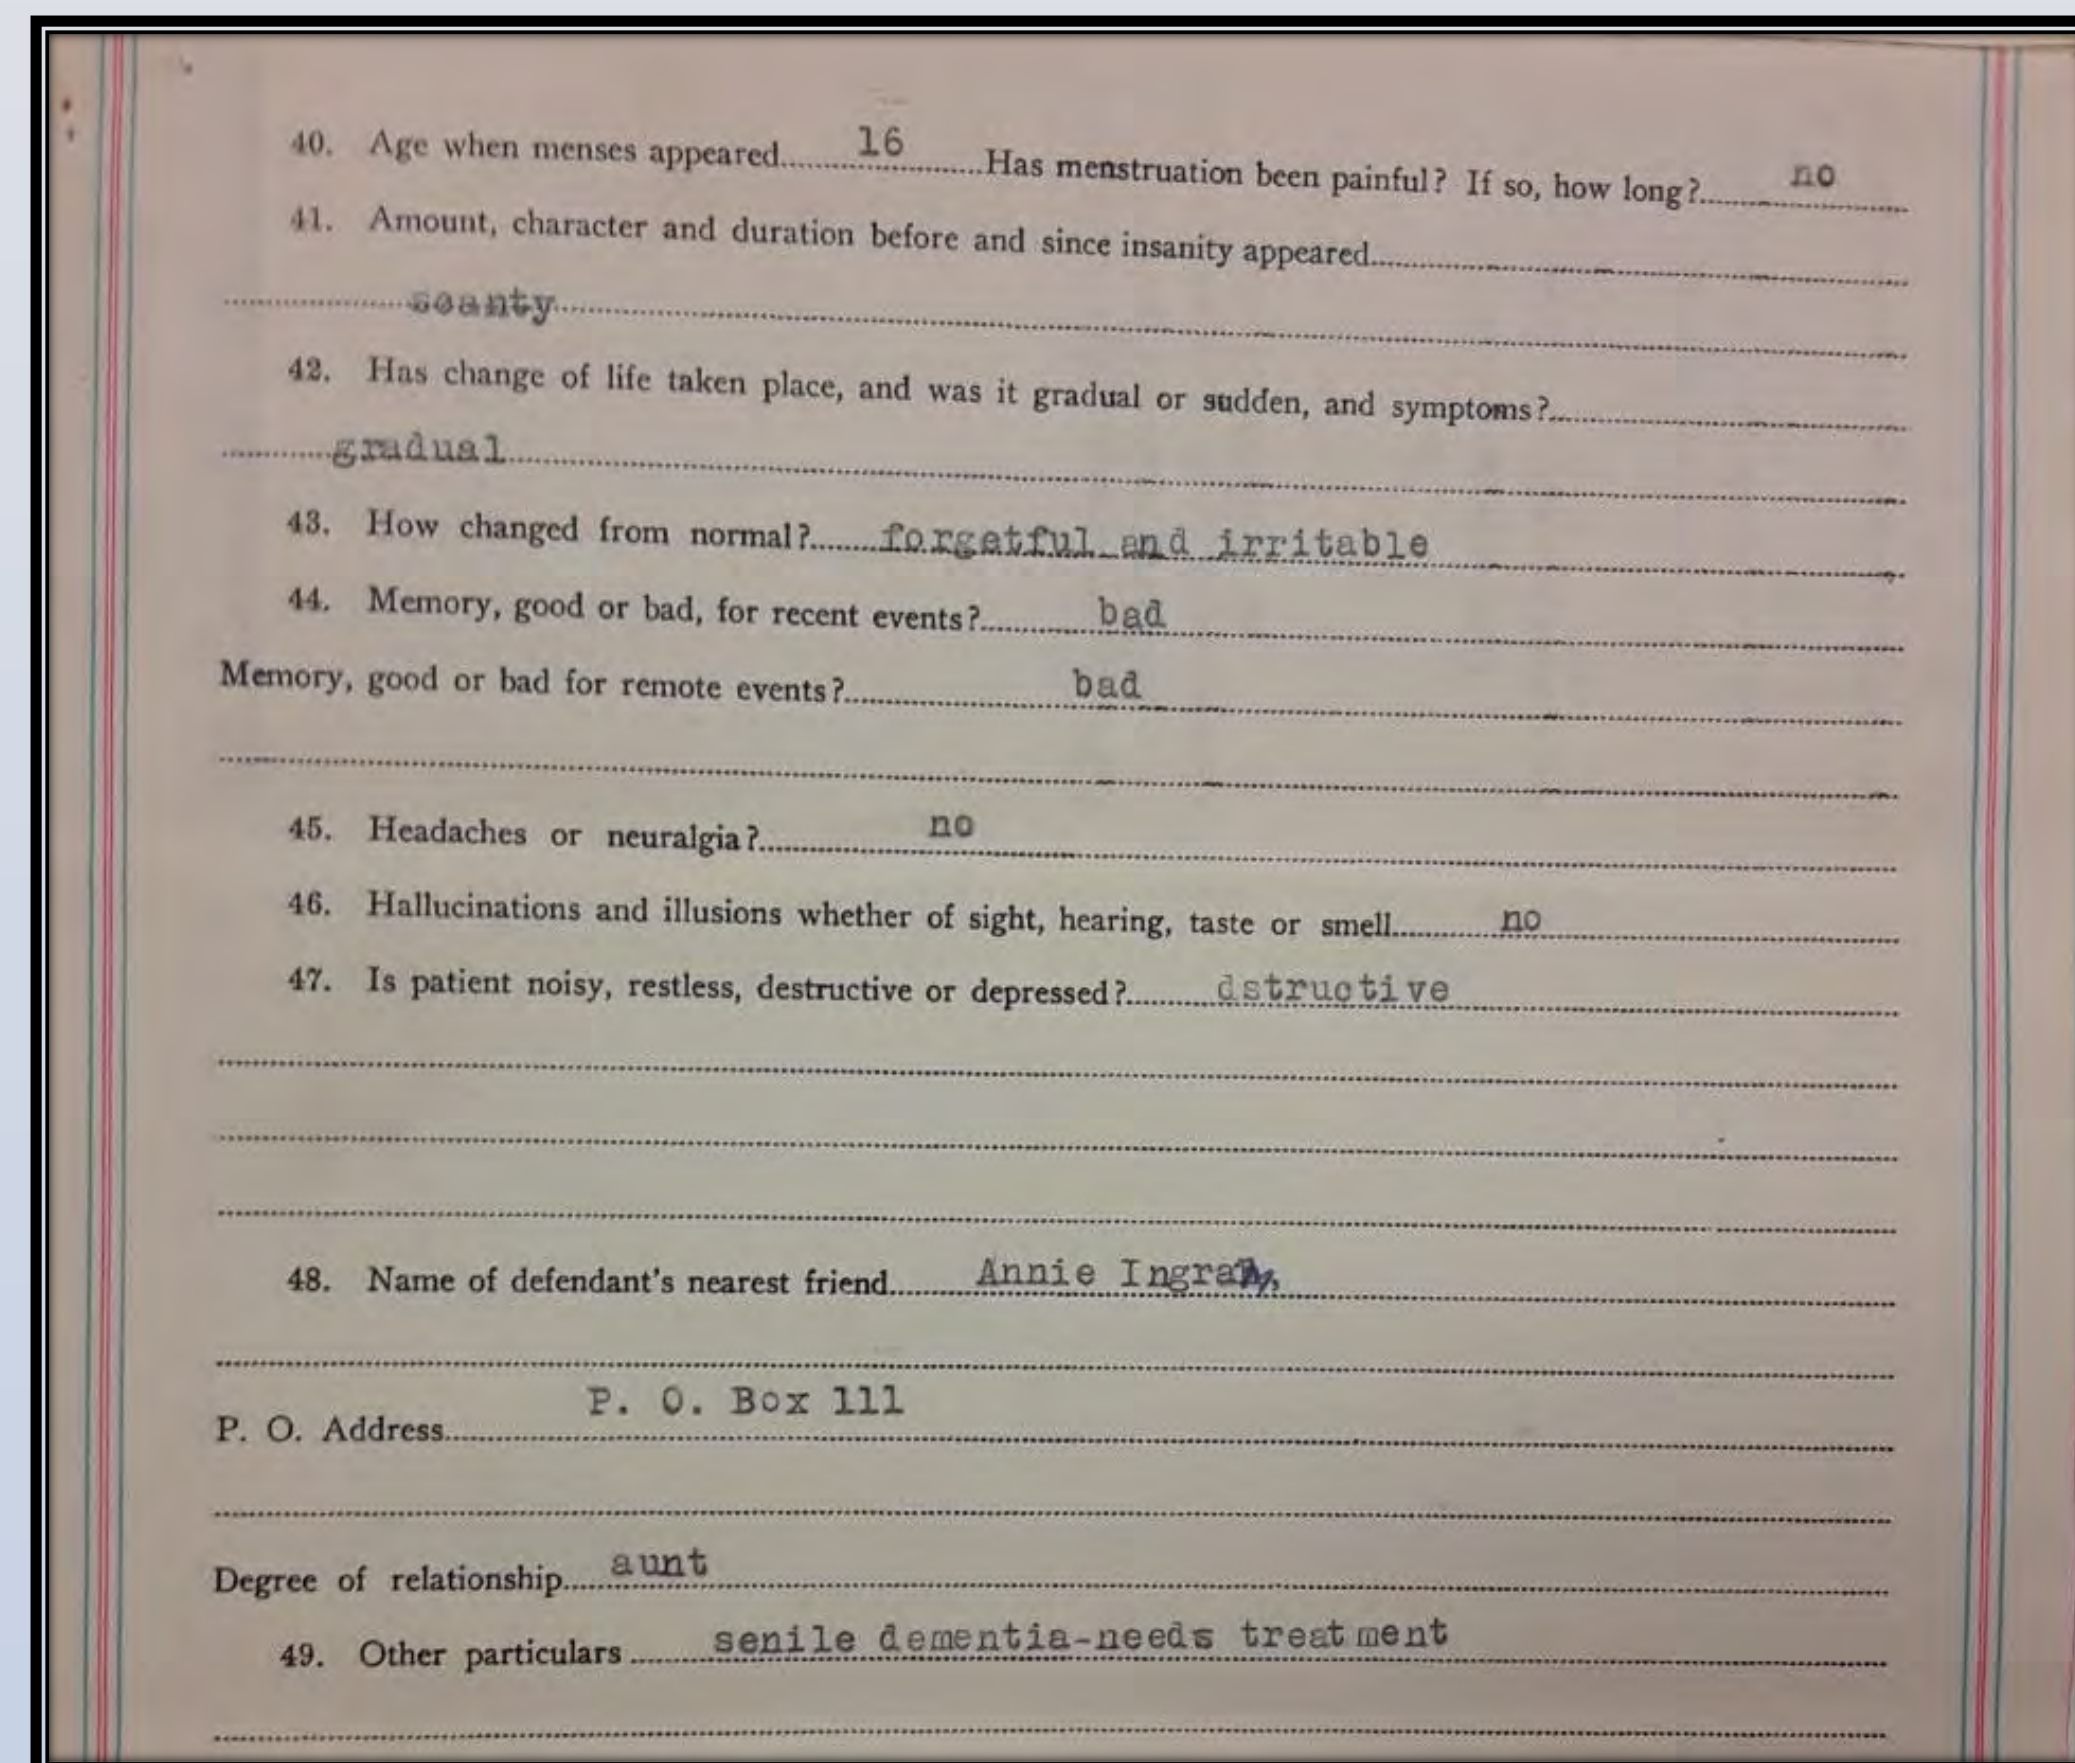 40. Age when menses appeared 16 Has menstruation been painful? If so, how long? no
41. Amount, character and duration before and since insanity appeared
scanty
42. Has change of life taken place, and was it gradual or sudden, and symptoms?
gradual
43. How changed from normal? forgetful and irritable
44. Memory, good or bad, for recent events? bad
Memory, good or bad for remote events? bad
45. Headaches or neuralgia? no
46. Hallucinations and illusions whether of sight, hearing, taste or smell no
47. Is patient noisy, restless, destructive or depressed? dstructive
48. Name of defendant's nearest friend Annie Ingram,
P. O. Address P. O. Box 111
Degree of relationship aunt
49. Other particulars senile dementia-needs treatment